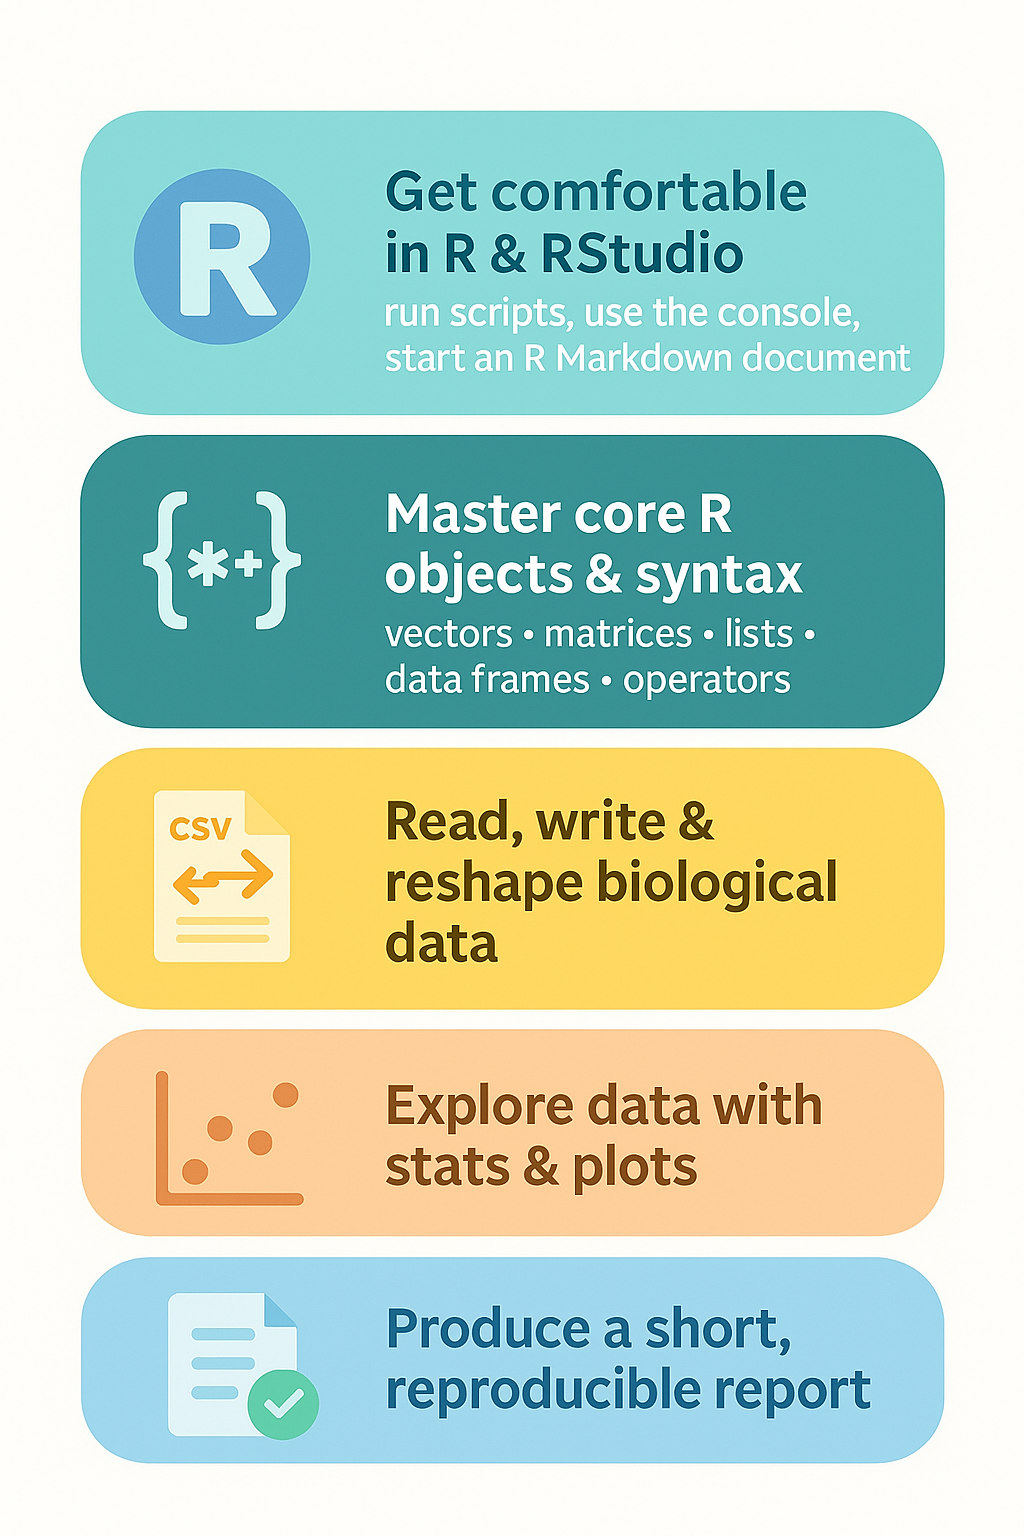 R
Get comfortable
in R & RStudio
run scripts, use the console,
start an R Markdown document
{*+}
Master core R
objects & syntax
vectors • matrices • lists •
data frames • operators
CSV
Read, write &
reshape biological
data
Explore data with
stats & plots
Produce a short,
reproducible report